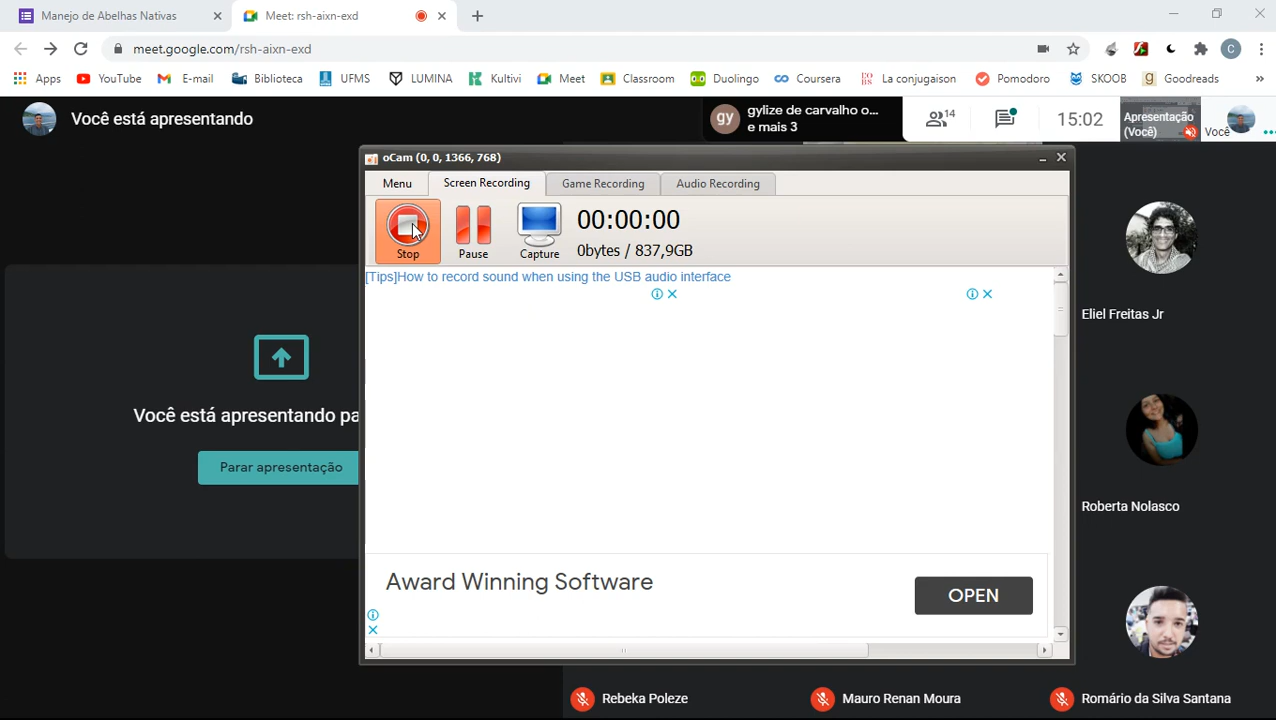 Manejo de Abelhas Nativas
Meet: rsh-aixn-exd
meet.google.com/rsh-aixn-exd
C
Apps
YouTube
E-mail
Biblioteca
UFMS
LUMINA
Kultivi
Meet
Classroom
Duolingo
Coursera
La conjugaison
Pomodoro
SKOOB
Goodreads
Você está apresentando
gy
gylize de carvalho o...
e mais 3
14
15:02
Apresentação
(Você)
Você
oCam (0, 0, 1366, 768)
Menu
Screen Recording
Game Recording
Audio Recording
Stop
Pause
Capture
00:00:00
0bytes / 837,9GB
[Tips]How to record sound when using the USB audio interface
Você está apresentando pa
Parar apresentação
Award Winning Software
OPEN
Eliel Freitas Jr
Roberta Nolasco
Rebeka Poleze
Mauro Renan Moura
Romário da Silva Santana